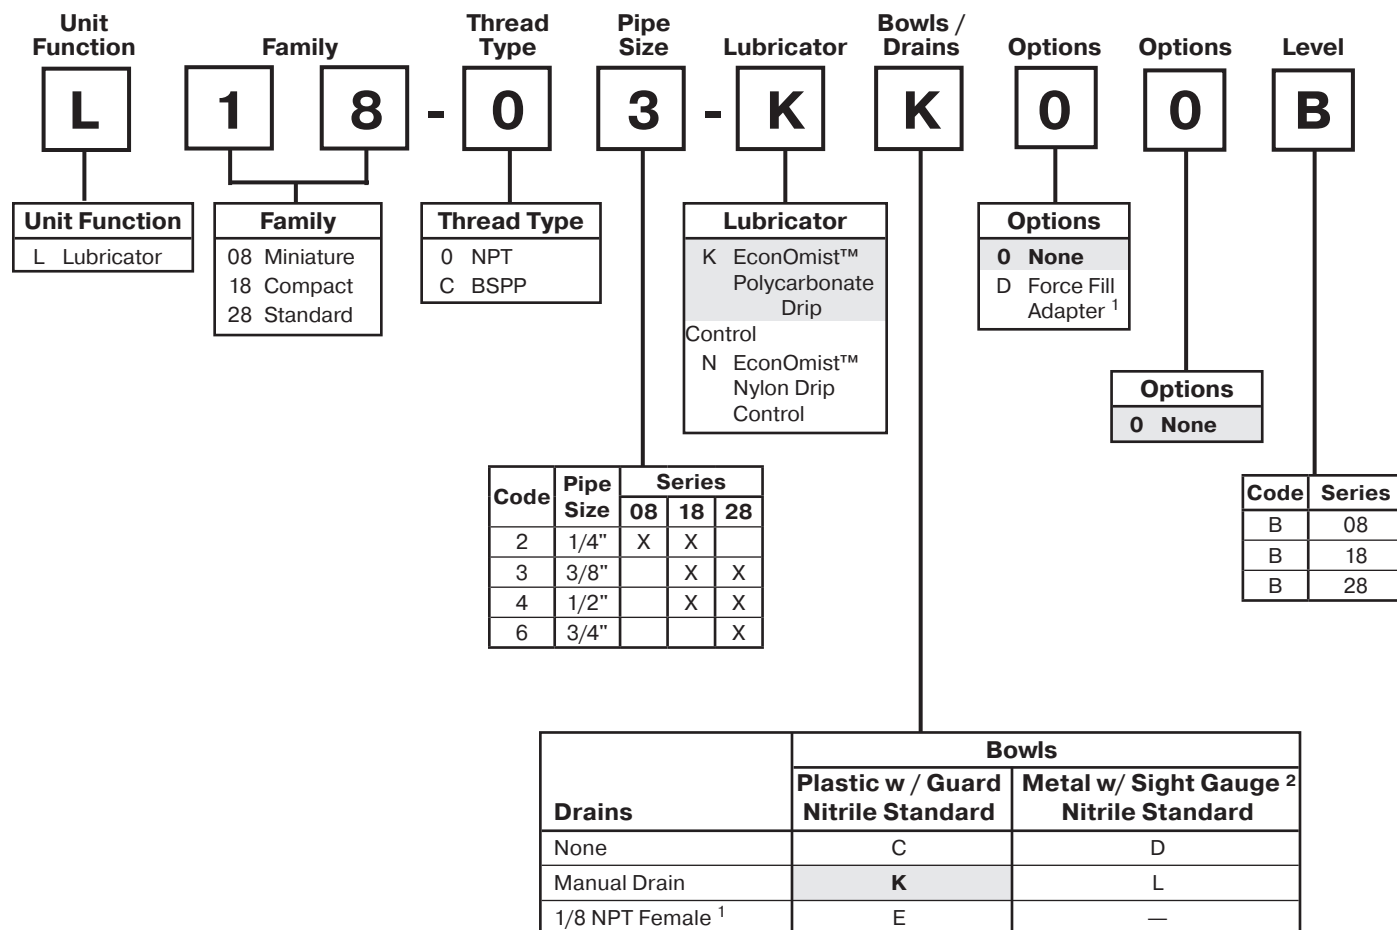 Unit Function
Family
Thread Type
Pipe Size
Lubricator
Bowls / Drains
Options
Options
Level
L 1 8 - 0 3 - K K 0 0 B
Unit Function
L Lubricator
Family
08 Miniature
18 Compact
28 Standard
Thread Type
0 NPT
C BSPP
Lubricator
K EconOmist™
Polycarbonate
Drip
Control
N EconOmist™
Nylon Drip
Control
Options
0 None
D Force Fill
Adapter 1
Options
0 None
Code Pipe Size Series
08 18 28
2 1/4" X X
3 3/8" X X
4 1/2" X X
6 3/4" X
Code Series
B 08
B 18
B 28
Bowls
Drains
Plastic w / Guard
Nitrile Standard
Metal w/ Sight Gauge 2
Nitrile Standard
None C D
Manual Drain K L
1/8 NPT Female 1 E —